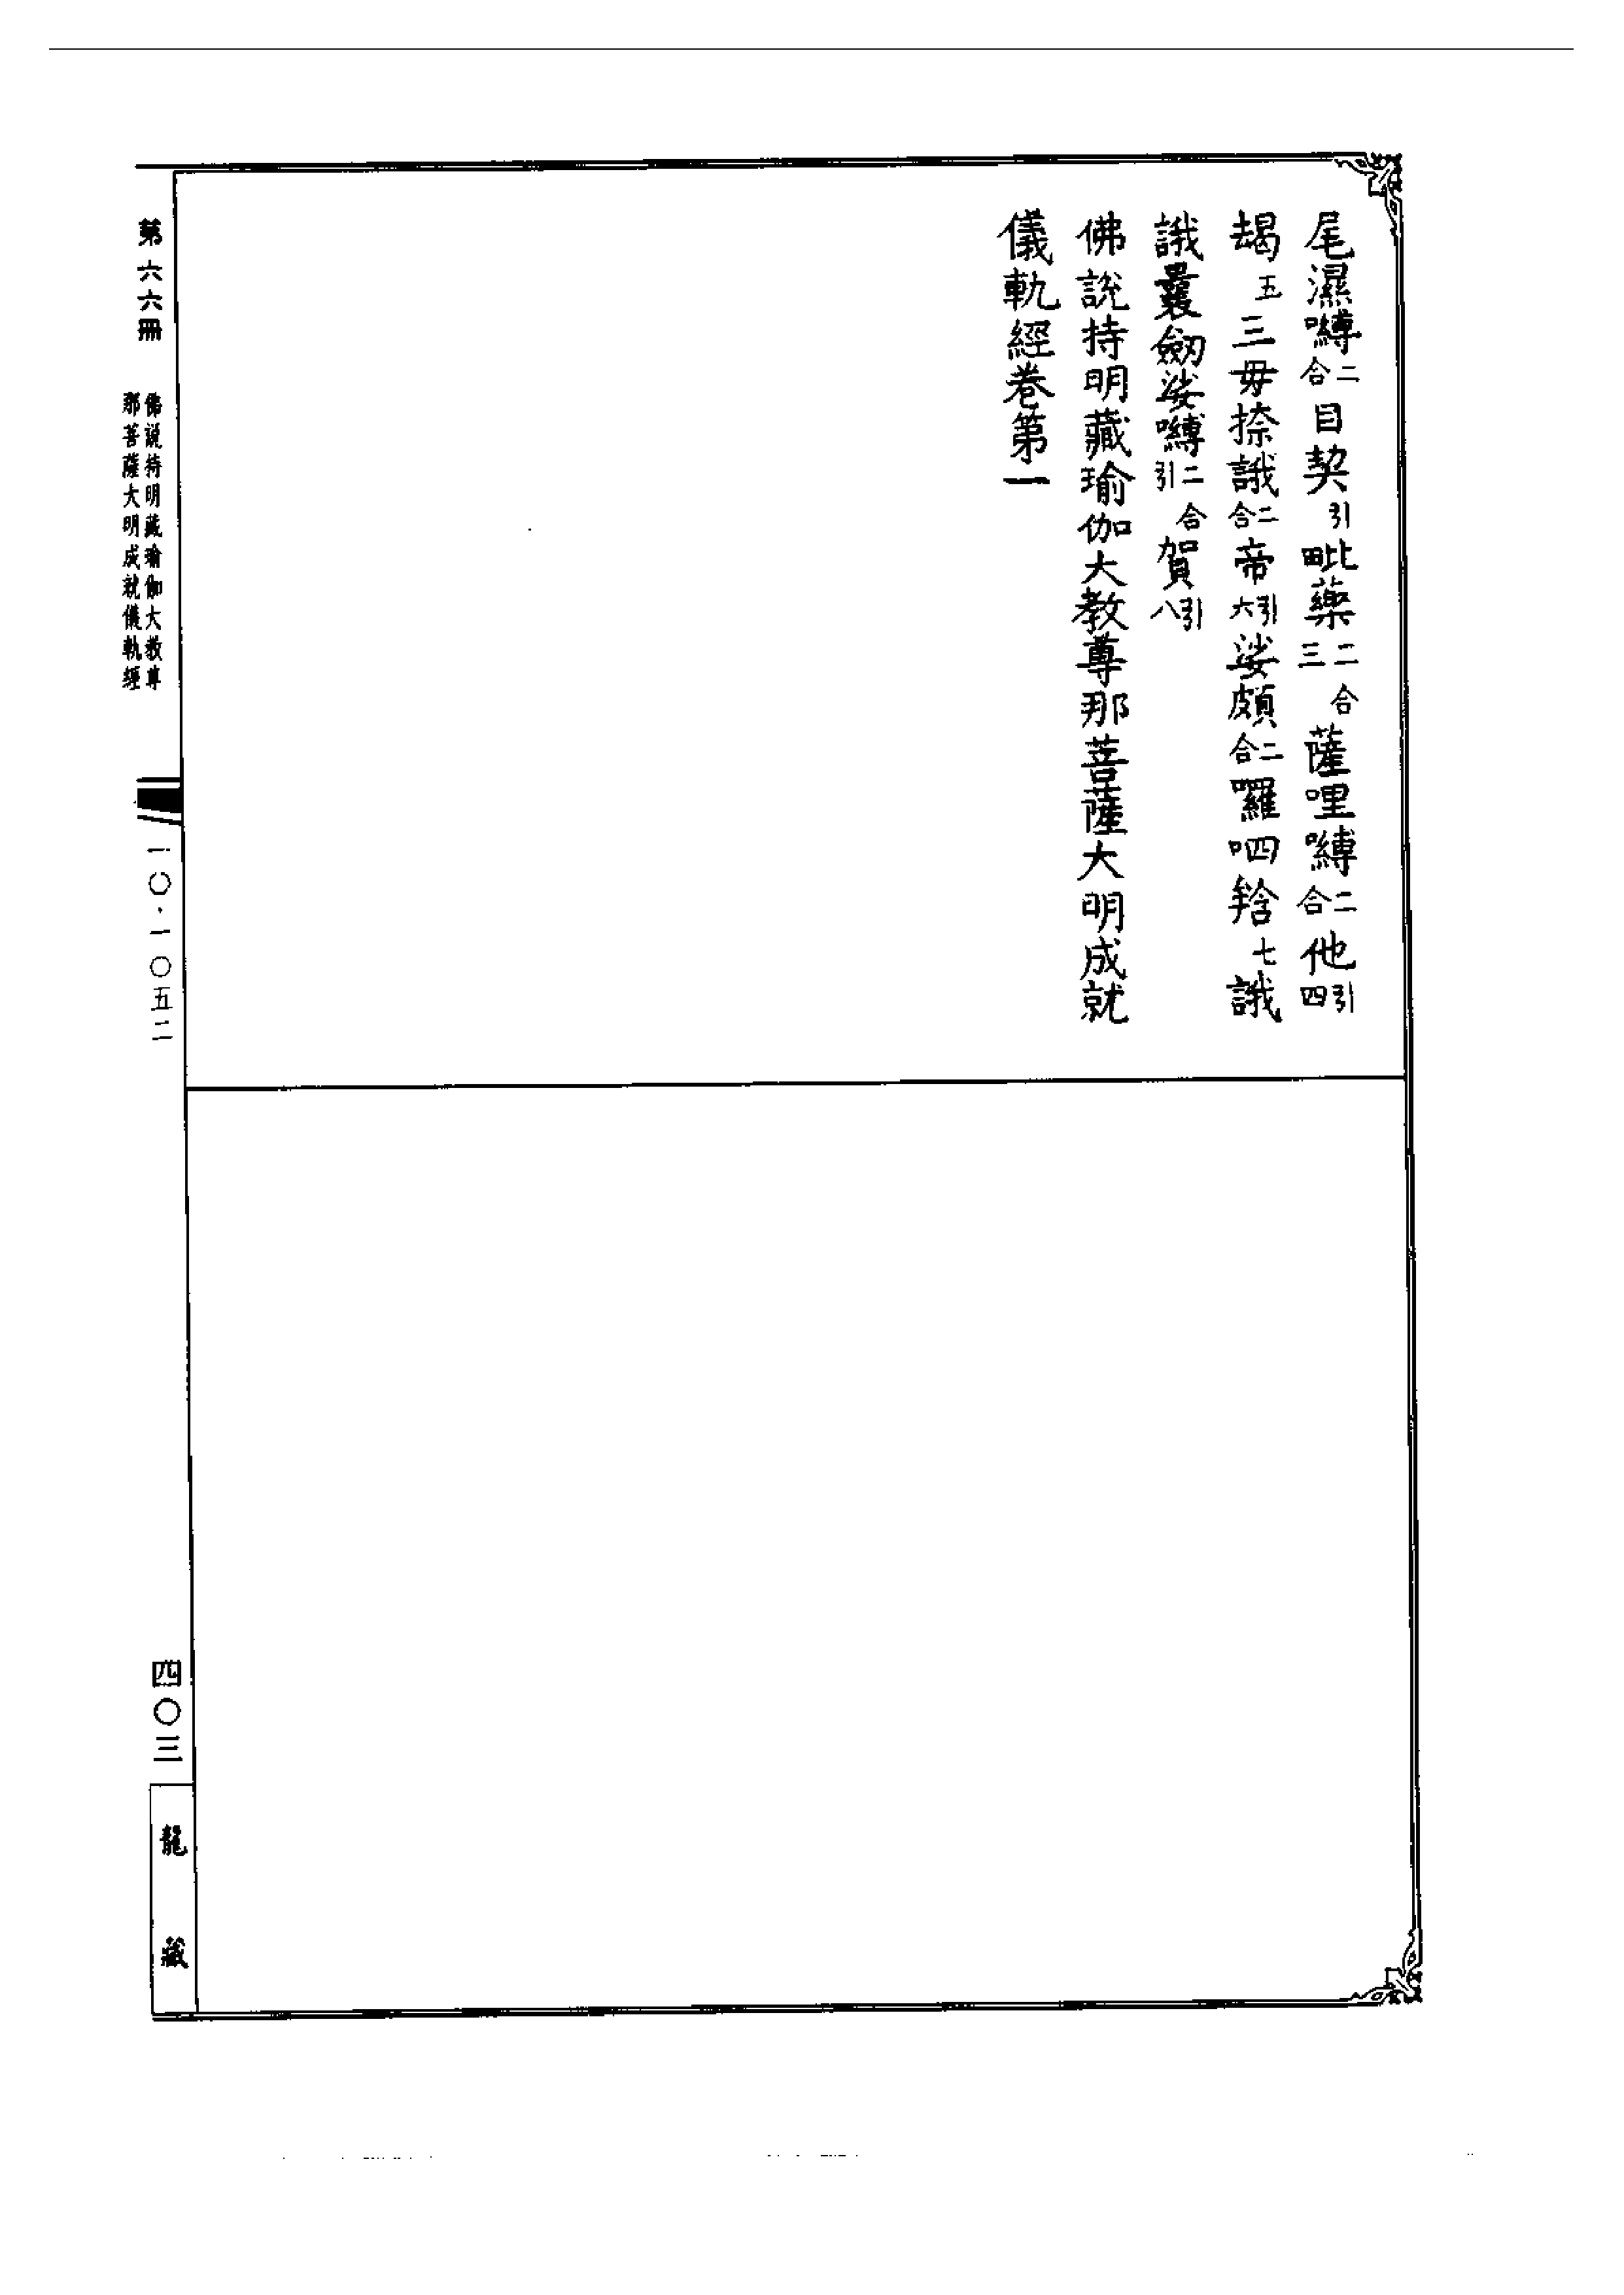 尾濕嚩二合目契引毗藥二合三薩哩嚩二合他引四
朅五三毋捺誐二合帝引六娑頗二合囉呬𤚥七誐
誐曩劒娑嚩二合引賀引八
佛說持明藏瑜伽大教尊那菩薩大明成就
儀軌經卷第一
第六六冊
佛說持明藏瑜伽大教尊
那菩薩大明成就儀軌經
一〇·一〇五二
四〇三
龍藏